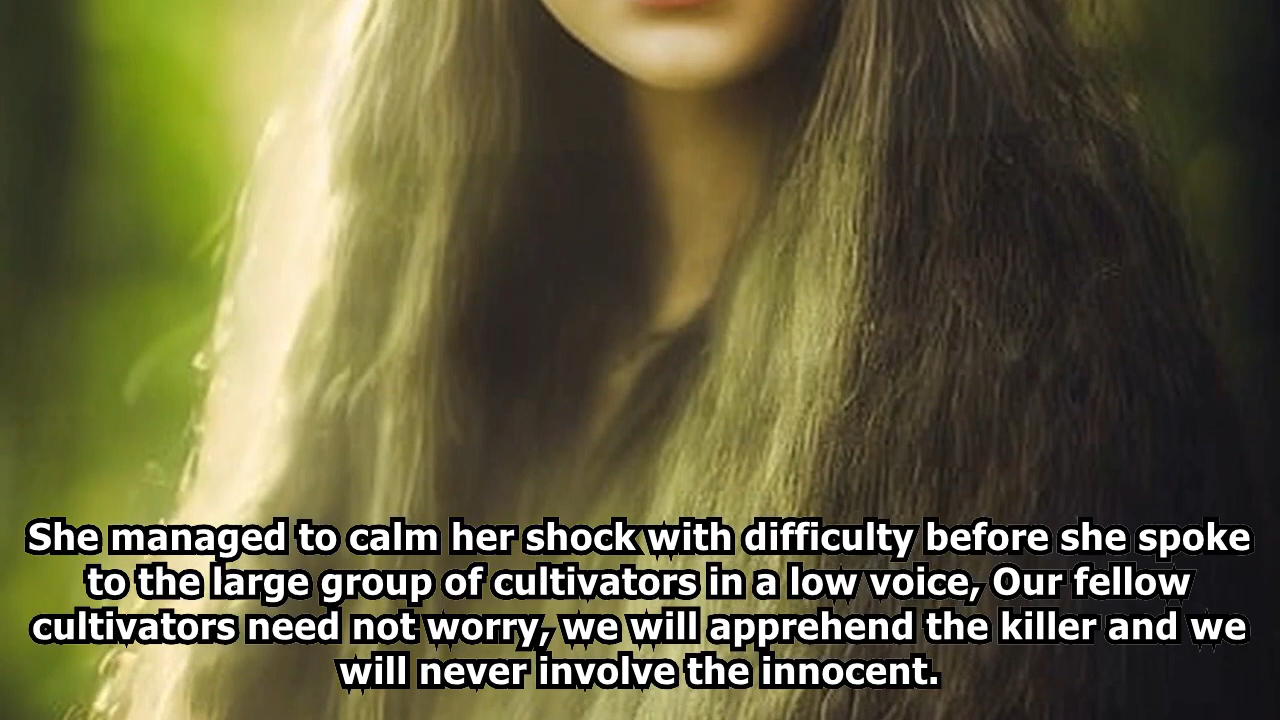 She managed to calm her shock with difficulty before she spoke
to the large group of cultivators in a low voice, Our fellow
cultivators need not worry, we will apprehend the killer and we
will never involve the innocent.